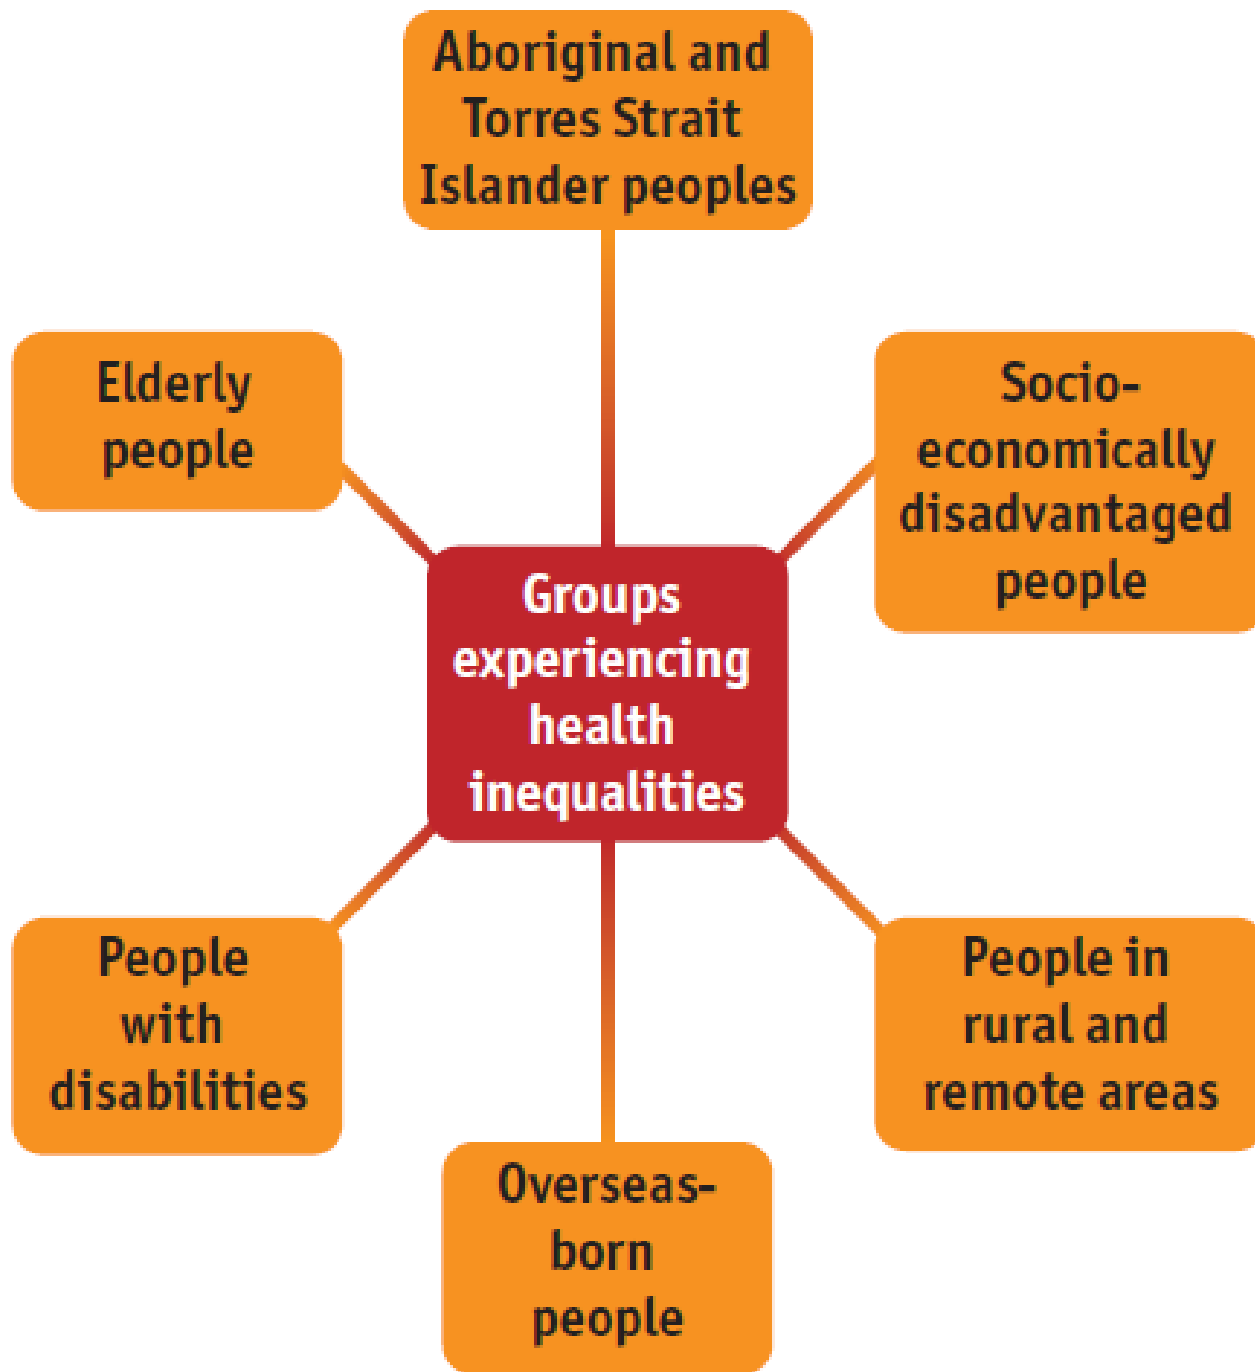 Aboriginal and
Torres Strait
Islander peoples
Elderly
people
Socio-
economically
disadvantaged
people
Groups
experiencing
health
inequalities
People
with
disabilities
People in
rural and
remote areas
Overseas-
born
people